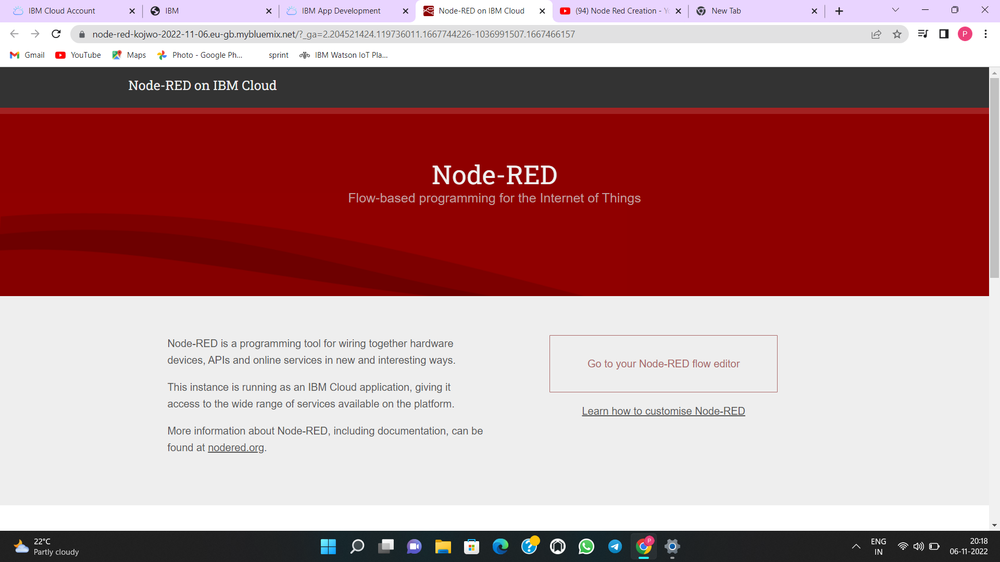 IBM Cloud Account
IBM
IBM App Development
Node-RED on IBM Cloud
(94) Node Red Creation -
New Tab
node-red-kojwo-2022-11-06.eu-gb.mybluemix.net/?_ga=2.204521424.119736011.1667744226-1036991507.1667466157
P
Gmail
YouTube
Maps
Photo - Google Ph...
sprint
IBM Watson IoT Pla...
Node-RED on IBM Cloud
Node-RED
Flow-based programming for the Internet of Things
Node-RED is a programming tool for wiring together hardware
devices, APIs and online services in new and interesting ways.
This instance is running as an IBM Cloud application, giving it
access to the wide range of services available on the platform.
More information about Node-RED, including documentation, can be
found at nodered.org.
Go to your Node-RED flow editor
Learn how to customise Node-RED
22°C
Partly cloudy
P
ENG
IN
20:18
06-11-2022